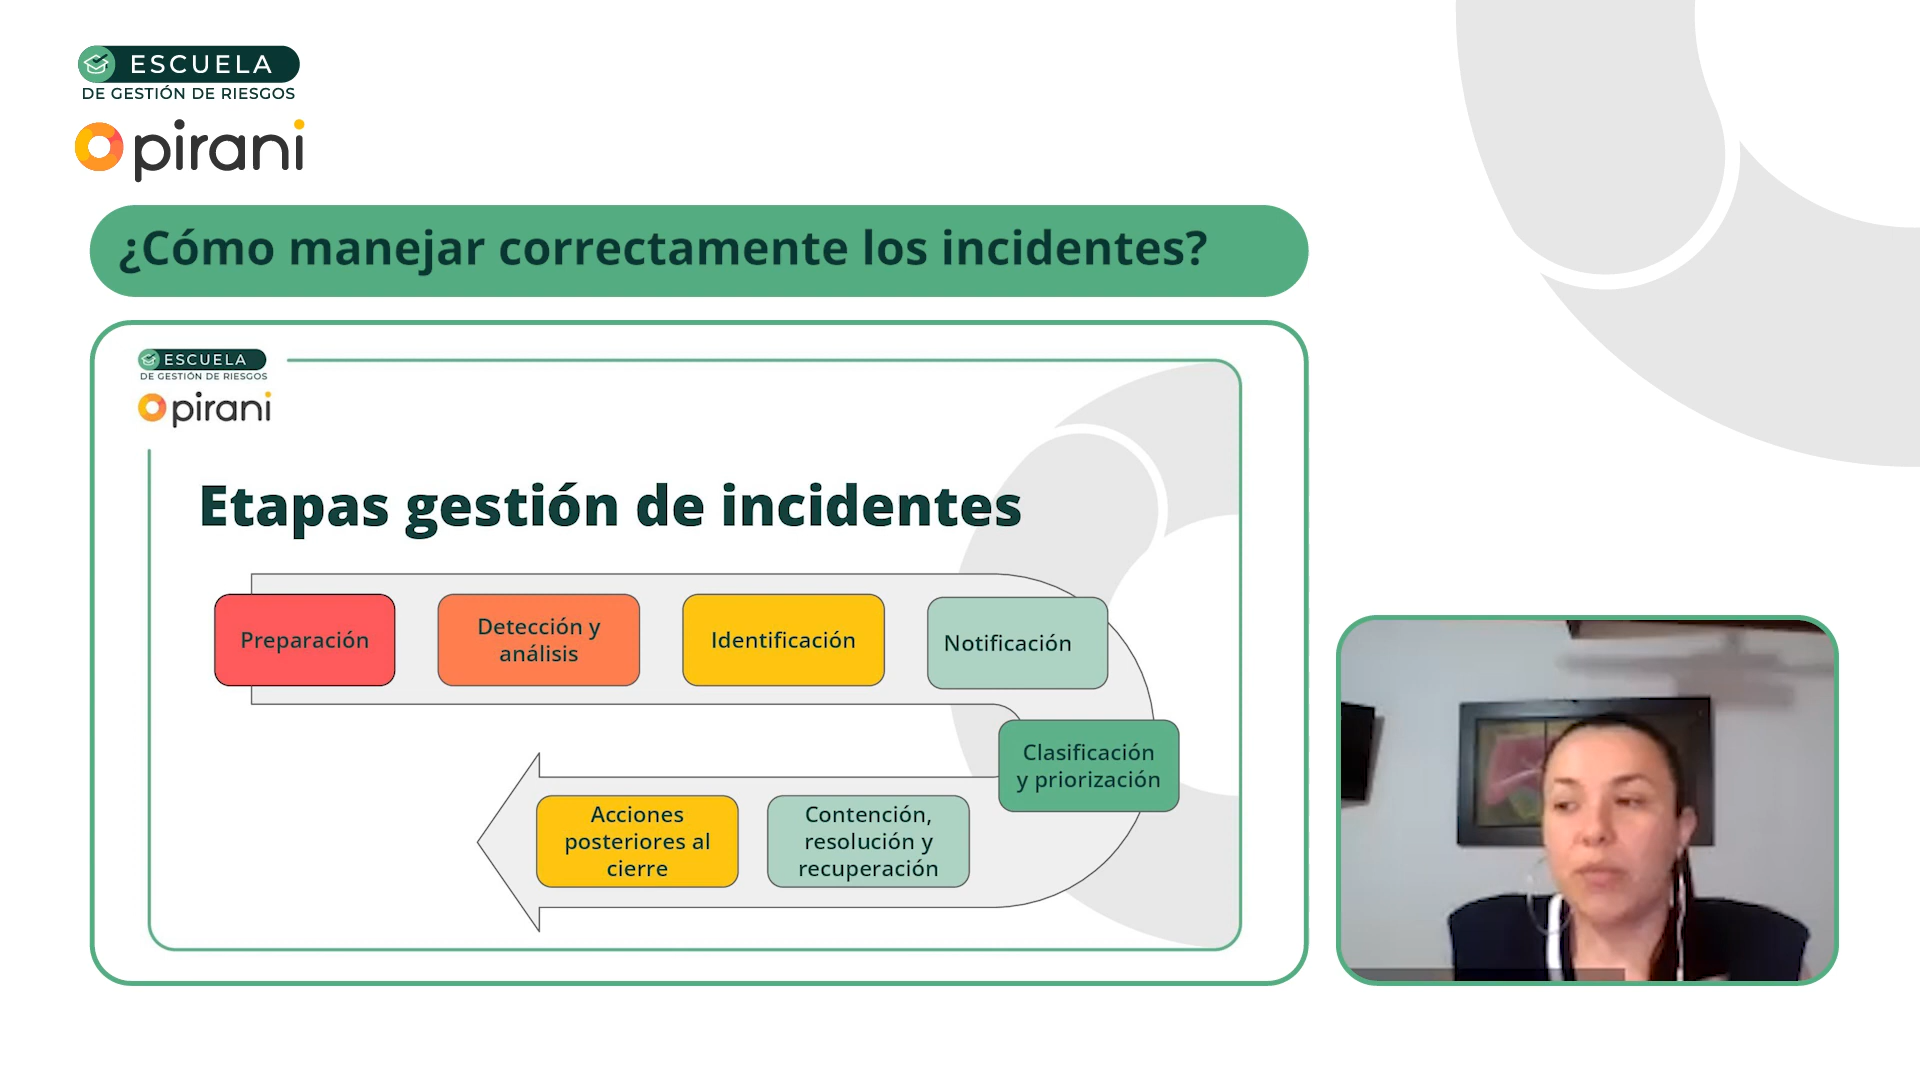 ESCUELA
DE GESTIÓN DE RIESGOS
pirani
¿Cómo manejar correctamente los incidentes?
ESCUELA
DE GESTIÓN DE RIESGOS
pirani
Etapas gestión de incidentes
Preparación
Detección y
análisis
Identificación
Notificación
Clasificación
y priorización
Contención,
resolución y
recuperación
Acciones
posteriores al
cierre